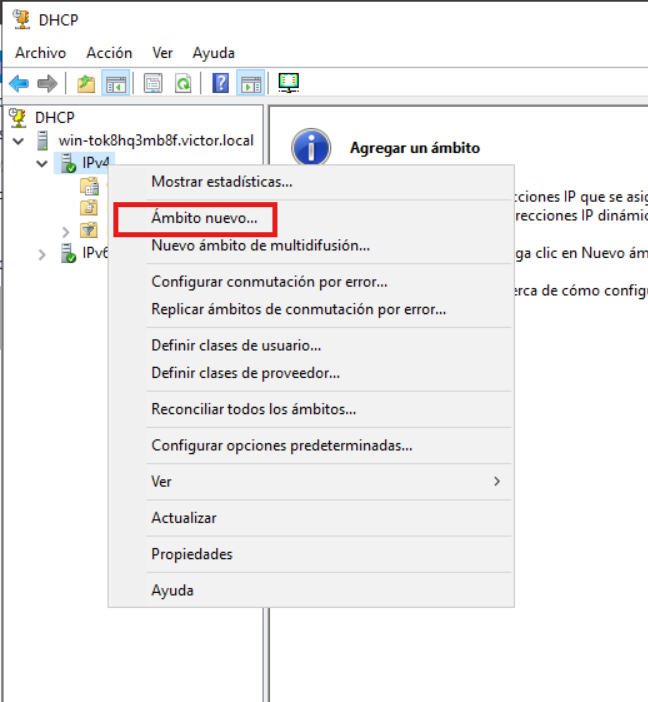 DHCP
Archivo Acción Ver Ayuda
DHCP
win-tok8hq3mb8f.victor.local
IPv4
IPv6
Agregar un ámbito
ciones IP que se asig
recciones IP dinámic
ga clic en Nuevo ám
erca de cómo configu
Mostrar estadísticas...
Ámbito nuevo...
Nuevo ámbito de multidifusión...
Configurar conmutación por error...
Replicar ámbitos de conmutación por error...
Definir clases de usuario...
Definir clases de proveedor...
Reconciliar todos los ámbitos...
Configurar opciones predeterminadas...
Ver
Actualizar
Propiedades
Ayuda